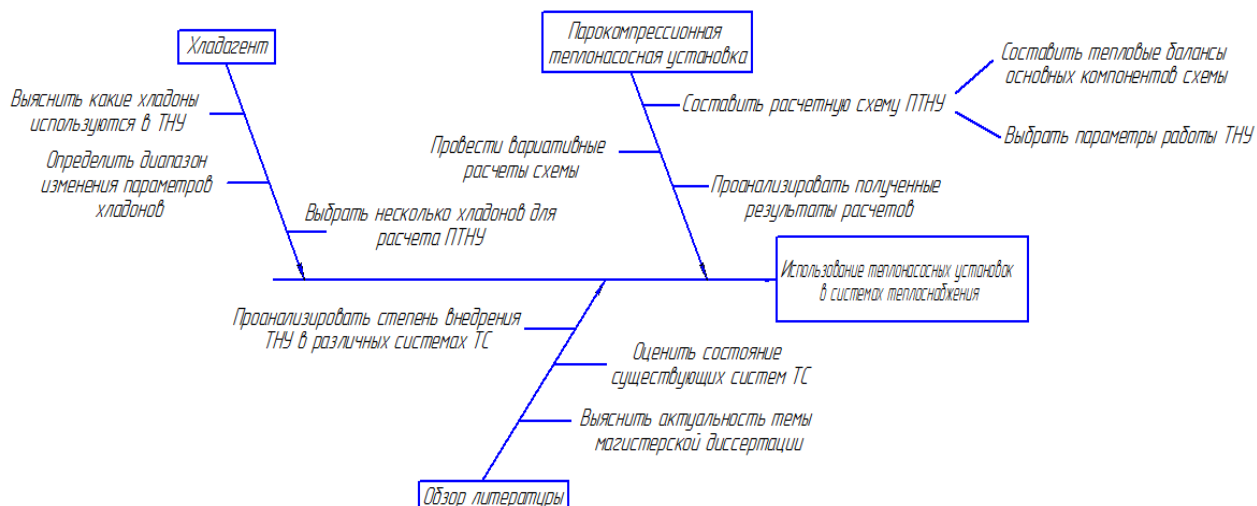 Хладагент
Выяснить какие хладоны
используются в ТНУ
Определить диапазон
изменения параметров
хладонов
Выбрать несколько хладонов для
расчета ПТНУ
Парокомпрессионная
теплонасосная установка
Составить расчетную схему ПТНУ
Составить тепловые балансы
основных компонентов схемы
Выбрать параметры работы ТНУ
Провести вариативные
расчеты схемы
Проанализировать полученные
результаты расчетов
Использование теплонасосных установок
в системах теплоснабжения
Проанализировать степень внедрения
ТНУ в различных системах ТС
Оценить состояние
существующих систем ТС
Выяснить актуальность темы
магистерской диссертации
Обзор литературы